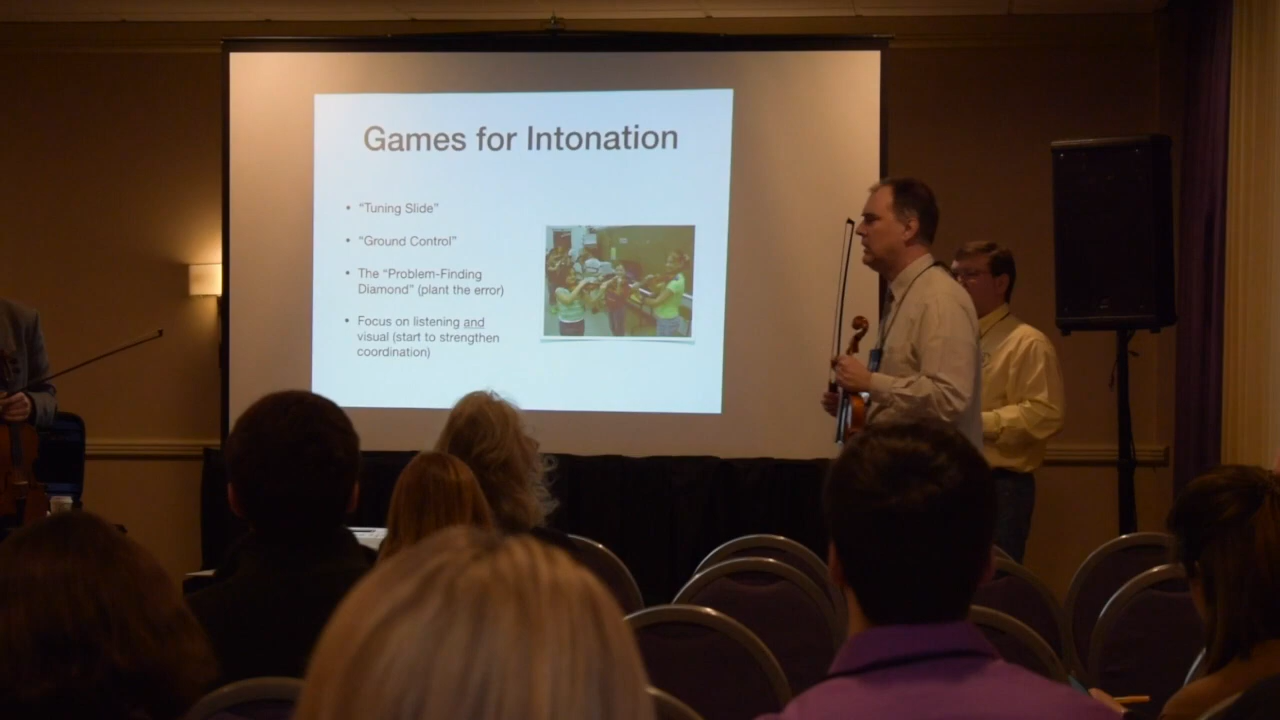 Games for Intonation
• “Tuning Slide”
• “Ground Control”
• The “Problem-Finding
Diamond” (plant the error)
• Focus on listening and
visual (start to strengthen
coordination)